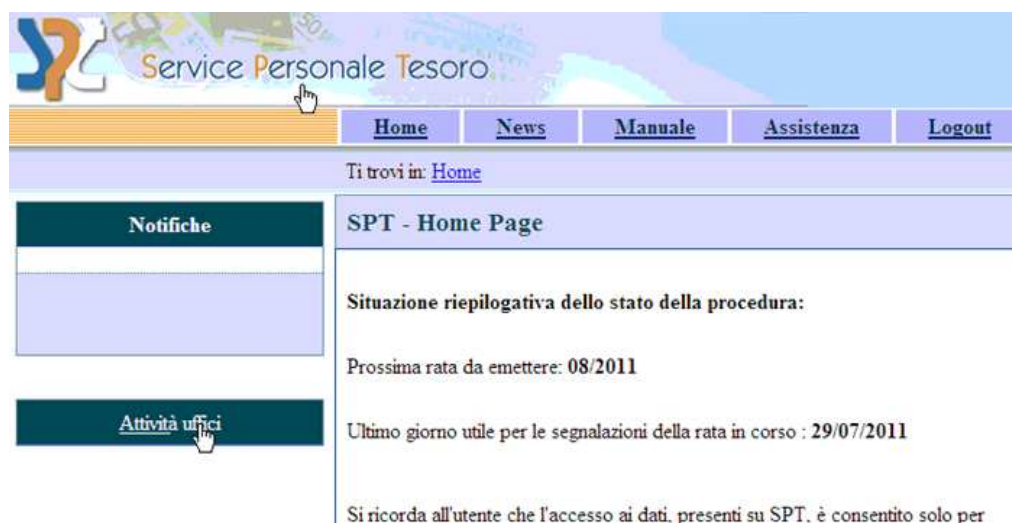 Service Personale Tesoro
Home News Manuale Assistenza Logout
Ti trovi in: Home
Notifiche
SPT - Home Page
Situazione riepilogativa dello stato della procedura:
Prossima rata da emettere: 08/2011
Attività uffici
Ultimo giorno utile per le segnalazioni della rata in corso : 29/07/2011
Si ricorda all'utente che l'accesso ai dati, presenti su SPT, è consentito solo per